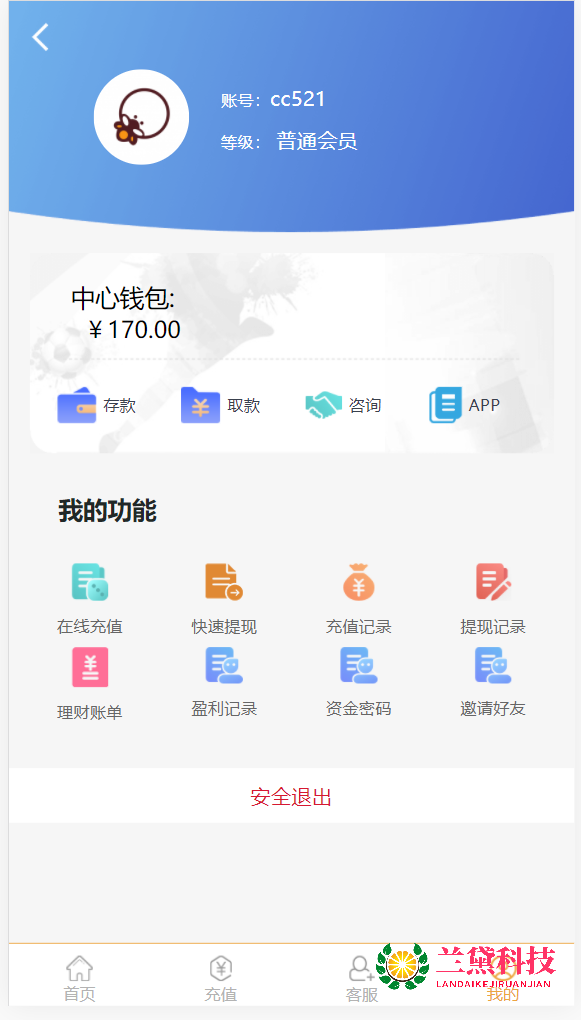 账号：cc521
等级： 普通会员
中心钱包:
￥170.00
存款 取款 咨询 APP
我的功能
在线充值 快速提现 充值记录 提现记录
理财账单 盈利记录 资金密码 邀请好友
安全退出
首页 充值 客服 我的
兰黛科技
LANDAIKEJIRUANJIAN